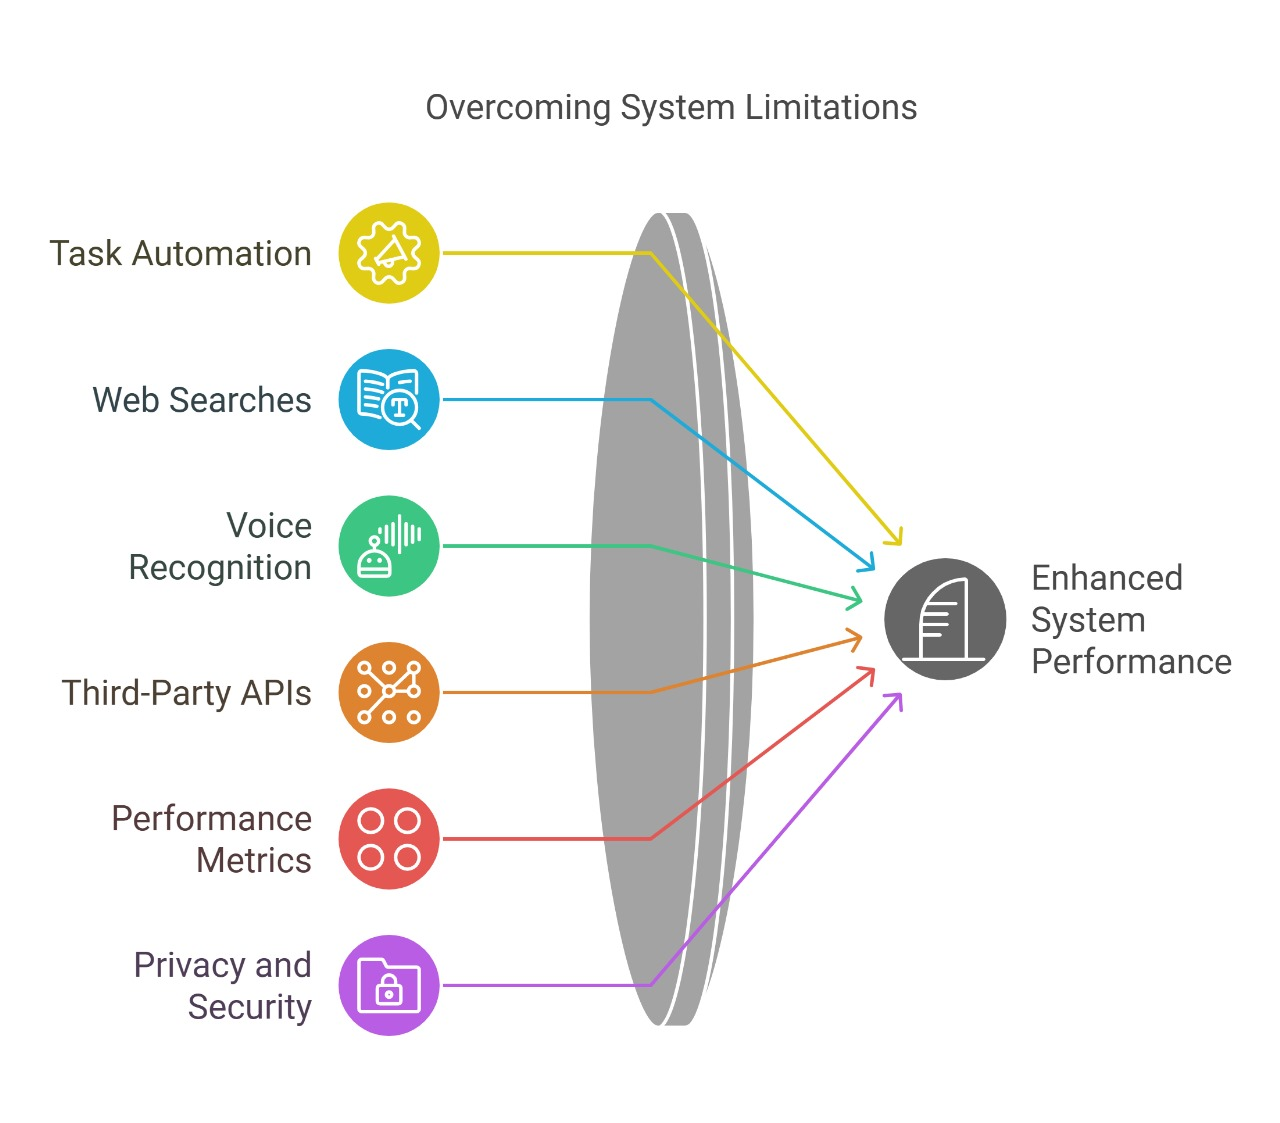 Overcoming System Limitations
Task Automation
Web Searches
T
Voice
Recognition
Third-Party APIs
Performance
Metrics
Privacy and
Security
Enhanced
System
Performance